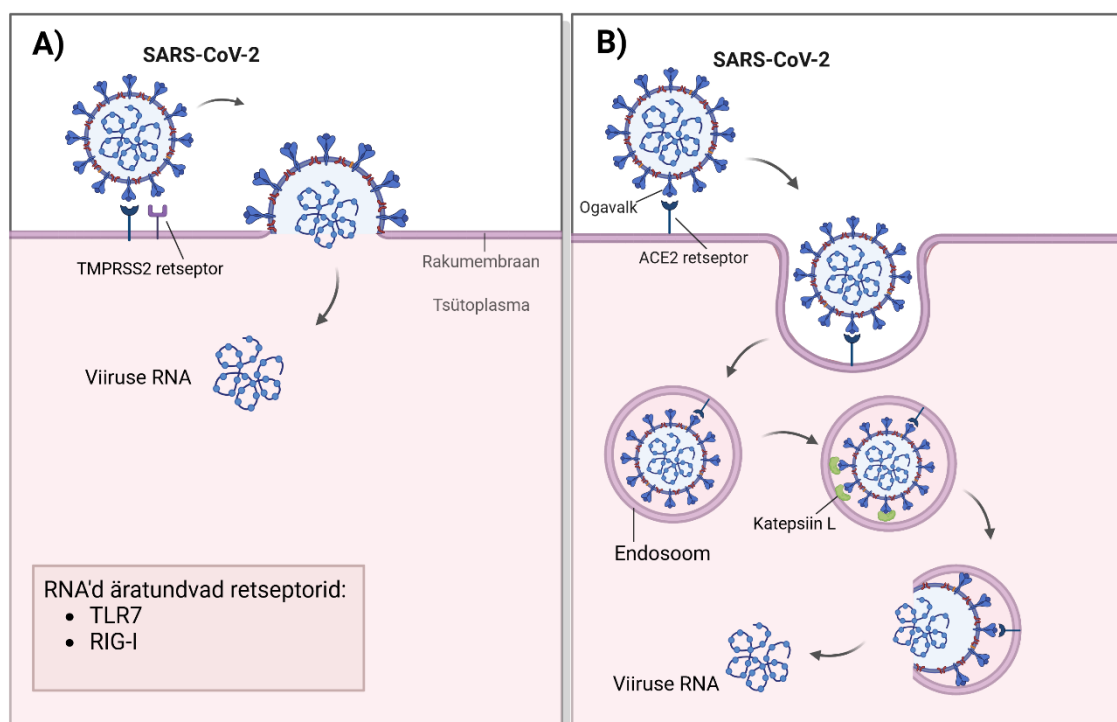 A)
SARS-CoV-2
TMPRSS2 retseptor
Rakumembraan
Tsütoplasma
Viiruse RNA
RNA'd äratundvad retseptorid:
• TLR7
• RIG-I
B)
SARS-CoV-2
Ogavalk
ACE2 retseptor
Katepsiin L
Endosoom
Viiruse RNA